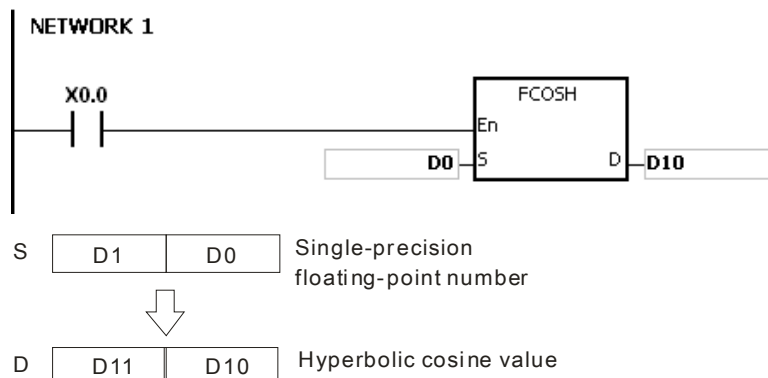 NETWORK 1
X0.0
FCOSH
En
D0 S D D10
S D1 D0 Single-precision
floating-point number
D D11 D10 Hyperbolic cosine value